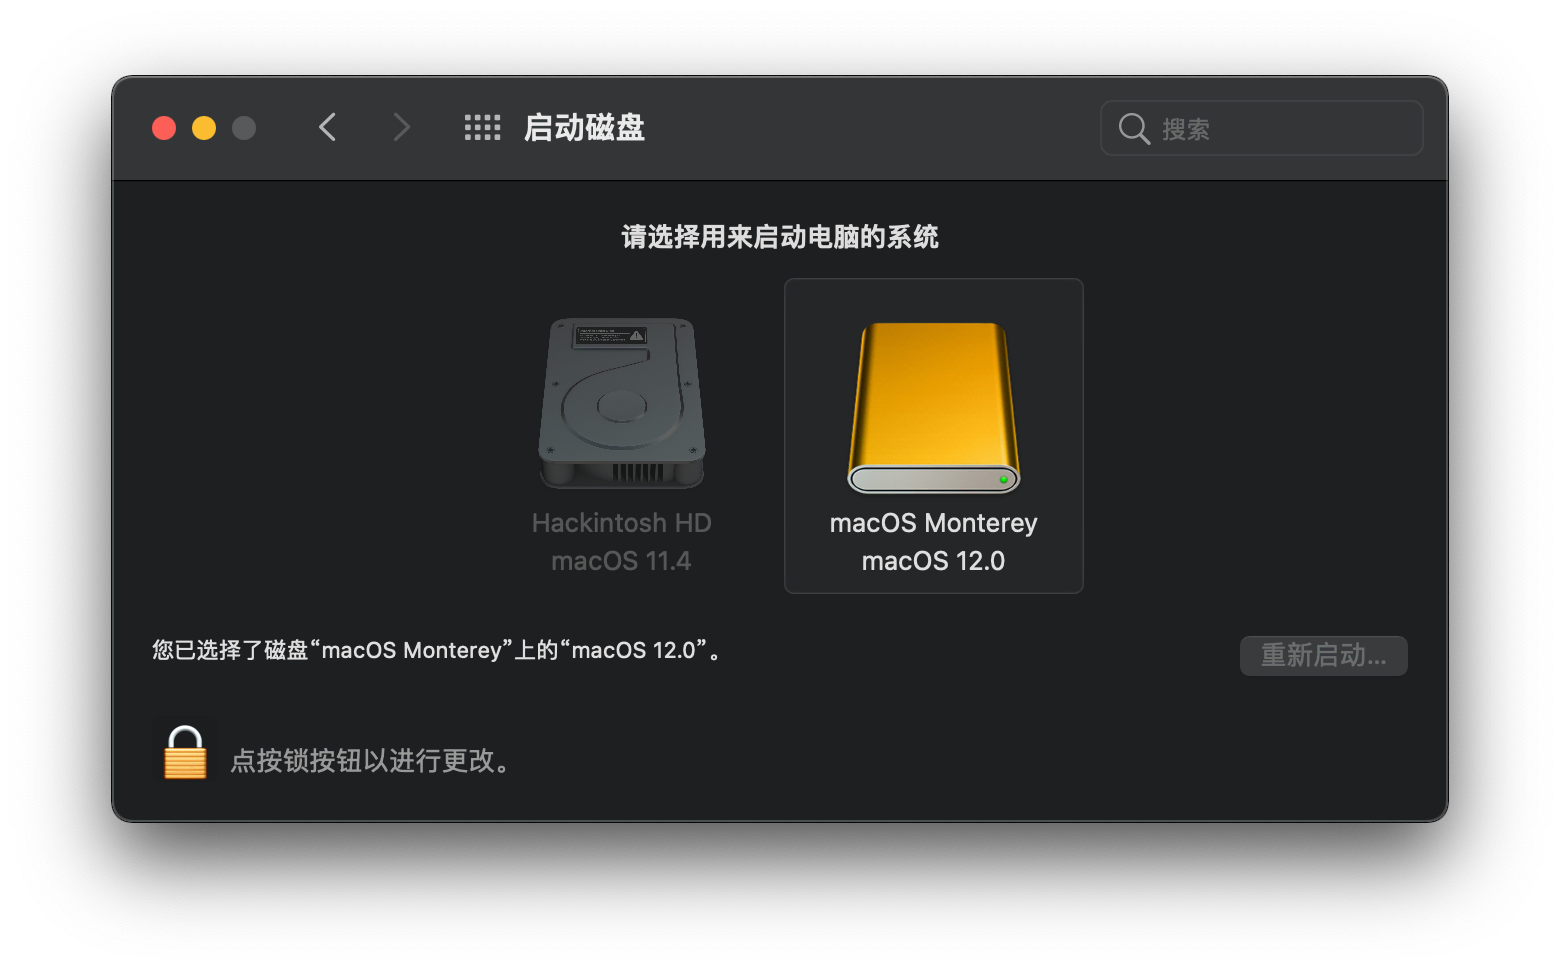 启动磁盘
搜索
请选择用来启动电脑的系统
Hackintosh HD
macOS 11.4
macOS Monterey
macOS 12.0
您已选择了磁盘“macOS Monterey”上的“macOS 12.0”。
重新启动...
点按锁按钮以进行更改。